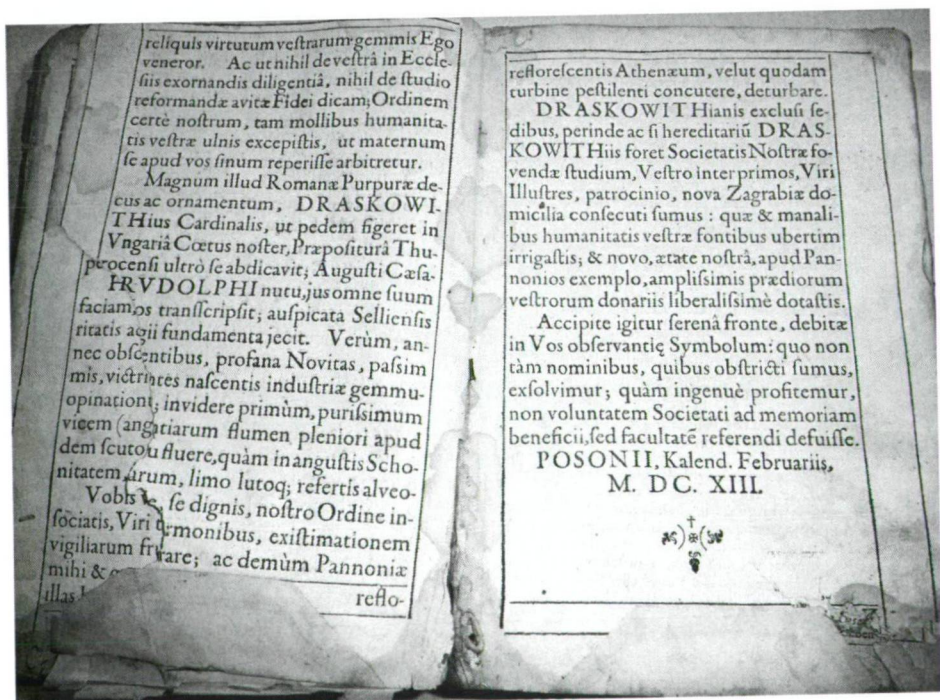 reliquis virtutum veſtrarum gemmis Ego
veneror. Ac ut nihil de veſtrâ in Eccle-
ſiis exornandis diligentiâ, nihil de ſtudio
reformandæ avitæ Fidei dicam; Ordinem
certè noſtrum, tam mollibus humanita-
tis veſtræ ulnis excepiſtis, ut maternum
ſe apud vos ſinum reperiſſe arbitretur.
Magnum illud Romanæ Purpuræ de-
cus ac ornamentum, DRASKOWI-
THius Cardinalis, ut pedem figeret in
Vngariâ Cœtus noſter, Præpoſiturâ Thu-
rocenſi ultrò ſe abdicavit; Auguſti Cæſa-
RVDOLPHI nutu, jus omne ſuum
faciamos tranſſcripſit; auſpicata Sellienſis
ritatis agii fundamenta jecit. Verùm, an-
nec obſcentibus, profana Novitas, paſſim
mis, victrices naſcentis induſtriæ gemmu-
opinationi; invidere primùm, puriſſimum
vicem flumen pleniori apud
dem ſcuto fluere, quàm in anguſtis Scho-
nitatem arum, limo lutoq; refertis alveo-
Vobis ſe dignis, noſtro Ordine in-
ſociatis, Viri ermonibus, exiſtimationem
vigiliarum are; ac demùm Pannoniæ
mihi &
illas reflo-
refloreſcentis Athenæum, velut quodam
turbine peſtilenti concutere, deturbare.
DRASKOWITHianis excluſi ſe-
dibus, perinde ac ſi hereditariū DRAS-
KOWITHiis foret Societatis Noſtræ fo-
vendæ ſtudium, Veſtro inter primos, Viri
Illuſtres, patrocinio, nova Zagrabiæ do-
micilia conſecuti ſumus : quæ & manali-
bus humanitatis veſtræ fontibus ubertim
irrigaſtis; & novo, ætate noſtrâ, apud Pan-
nonios exemplo, ampliſſimis prædiorum
veſtrorum donariis liberaliſſimè dotaſtis.
Accipite igitur ſerenâ fronte, debitæ
in Vos obſervantię Symbolum: quo non
tàm nominibus, quibus obſtricti ſumus,
exſolvimur; quàm ingenuè profitemur,
non voluntatem Societati ad memoriam
beneficii, ſed facultatē referendi defuiſſe.
POSONII, Kalend. Februariis,
M. DC. XIII.